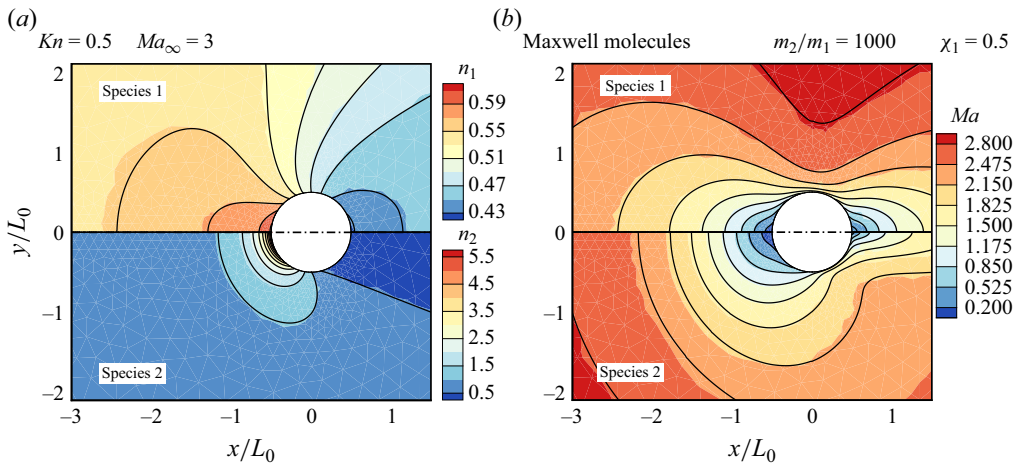 (a)
(b)
Kn = 0.5 Ma∞ = 3
Maxwell molecules m2/m1 = 1000 χ1 = 0.5
2
1
0
−1
−2
y/L0
−3
−2
−1
0
1
x/L0
Species 1
Species 2
n1
0.59
0.55
0.51
0.47
0.43
n2
5.5
4.5
3.5
2.5
1.5
0.5
2
1
0
−1
−2
−3
−2
−1
0
1
x/L0
Species 1
Species 2
Ma
2.800
2.475
2.150
1.825
1.500
1.175
0.850
0.525
0.200